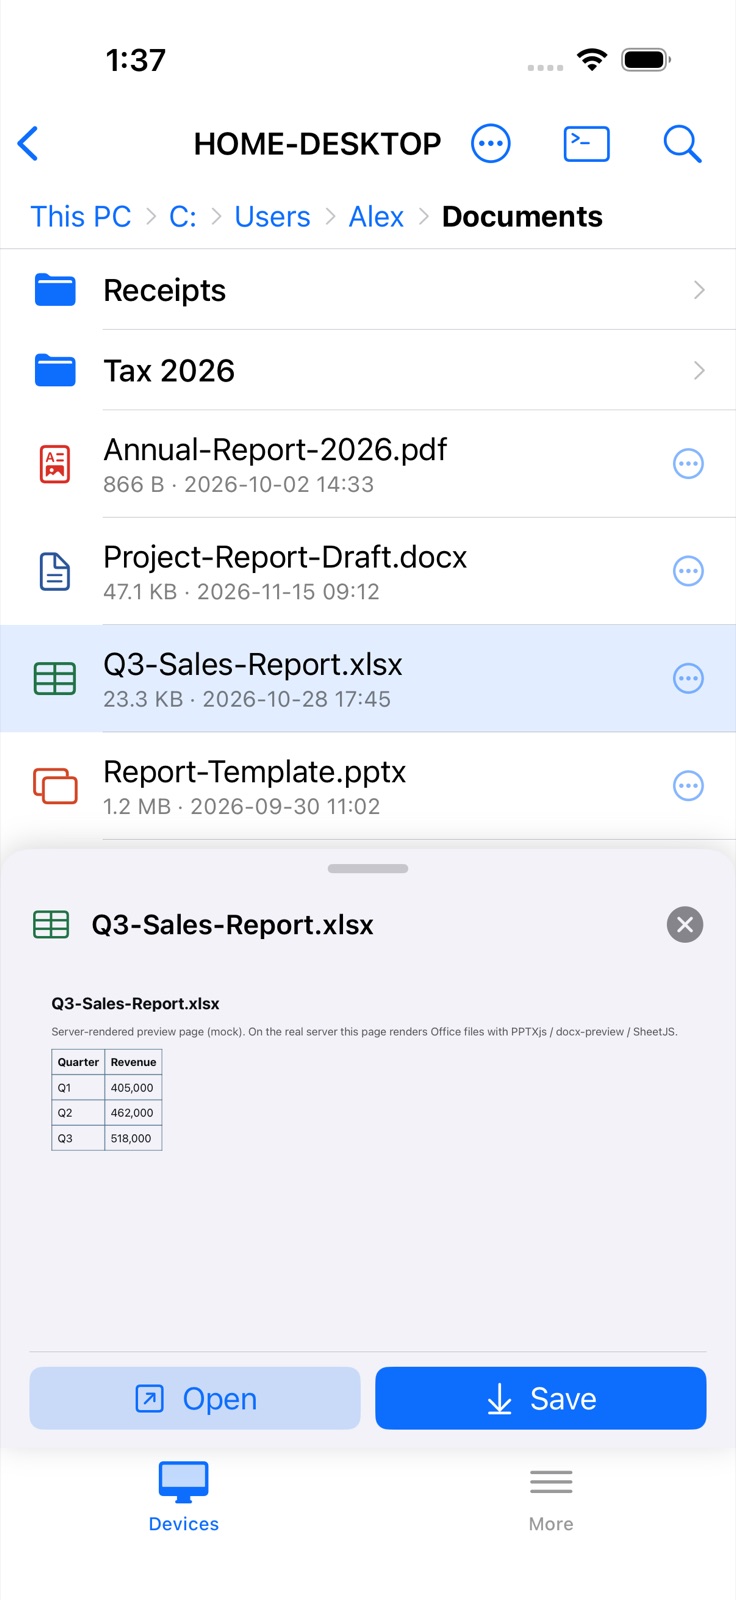 1:37
HOME-DESKTOP
This PC > C: > Users > Alex > Documents
Receipts
Tax 2026
Annual-Report-2026.pdf
866 B · 2026-10-02 14:33
Project-Report-Draft.docx
47.1 KB · 2026-11-15 09:12
Q3-Sales-Report.xlsx
23.3 KB · 2026-10-28 17:45
Report-Template.pptx
1.2 MB · 2026-09-30 11:02
Q3-Sales-Report.xlsx
Q3-Sales-Report.xlsx
Server-rendered preview page (mock). On the real server this page renders Office files with PPTXjs / docx-preview / SheetJS.
Quarter Revenue
Q1 405,000
Q2 462,000
Q3 518,000
Open Save
Devices More